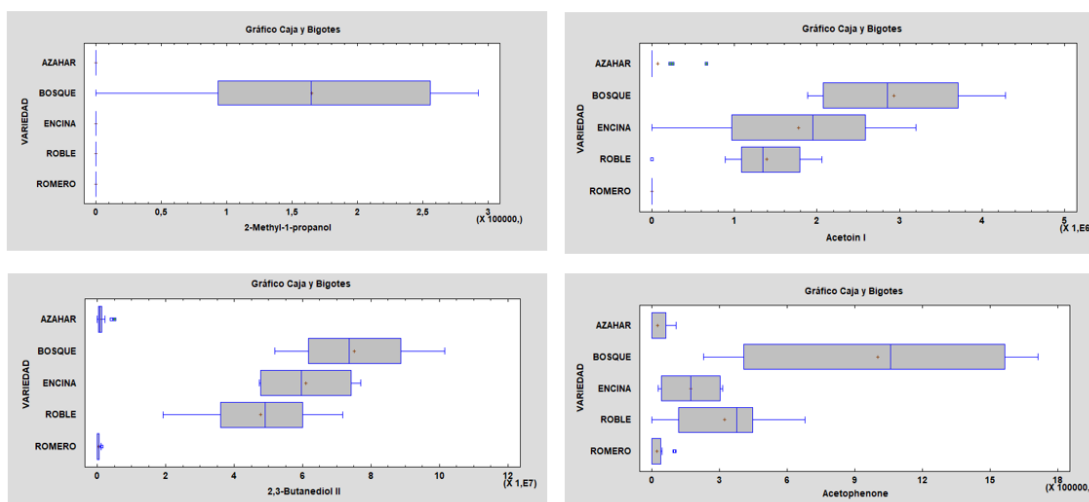 Gráfico Caja y Bigotes
VARIEDAD
AZAHAR
BOSQUE
ENCINA
ROBLE
ROMERO
0 0,5 1 1,5 2 2,5 3
(X 100000,)
2-Methyl-1-propanol
Gráfico Caja y Bigotes
VARIEDAD
AZAHAR
BOSQUE
ENCINA
ROBLE
ROMERO
0 1 2 3 4 5
(X 1,E6
Acetoin I
Gráfico Caja y Bigotes
VARIEDAD
AZAHAR
BOSQUE
ENCINA
ROBLE
ROMERO
0 2 4 6 8 10 12
(X 1,E7)
2,3-Butanediol II
Gráfico Caja y Bigotes
VARIEDAD
AZAHAR
BOSQUE
ENCINA
ROBLE
ROMERO
0 3 6 9 12 15 18
(X 100000,
Acetophenone